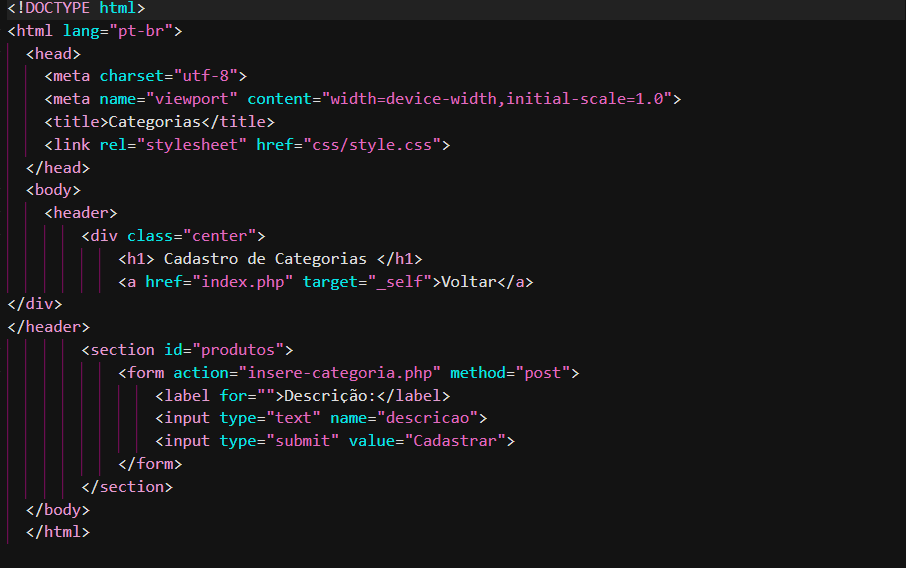 <!DOCTYPE html>
<html lang="pt-br">
  <head>
    <meta charset="utf-8">
    <meta name="viewport" content="width=device-width,initial-scale=1.0">
    <title>Categorias</title>
    <link rel="stylesheet" href="css/style.css">
  </head>
  <body>
    <header>
        <div class="center">
            <h1> Cadastro de Categorias </h1>
            <a href="index.php" target="_self">Voltar</a>
</div>
</header>
        <section id="produtos">
            <form action="insere-categoria.php" method="post">
                <label for="">Descrição:</label>
                <input type="text" name="descricao">
                <input type="submit" value="Cadastrar">
            </form>
        </section>
  </body>
  </html>